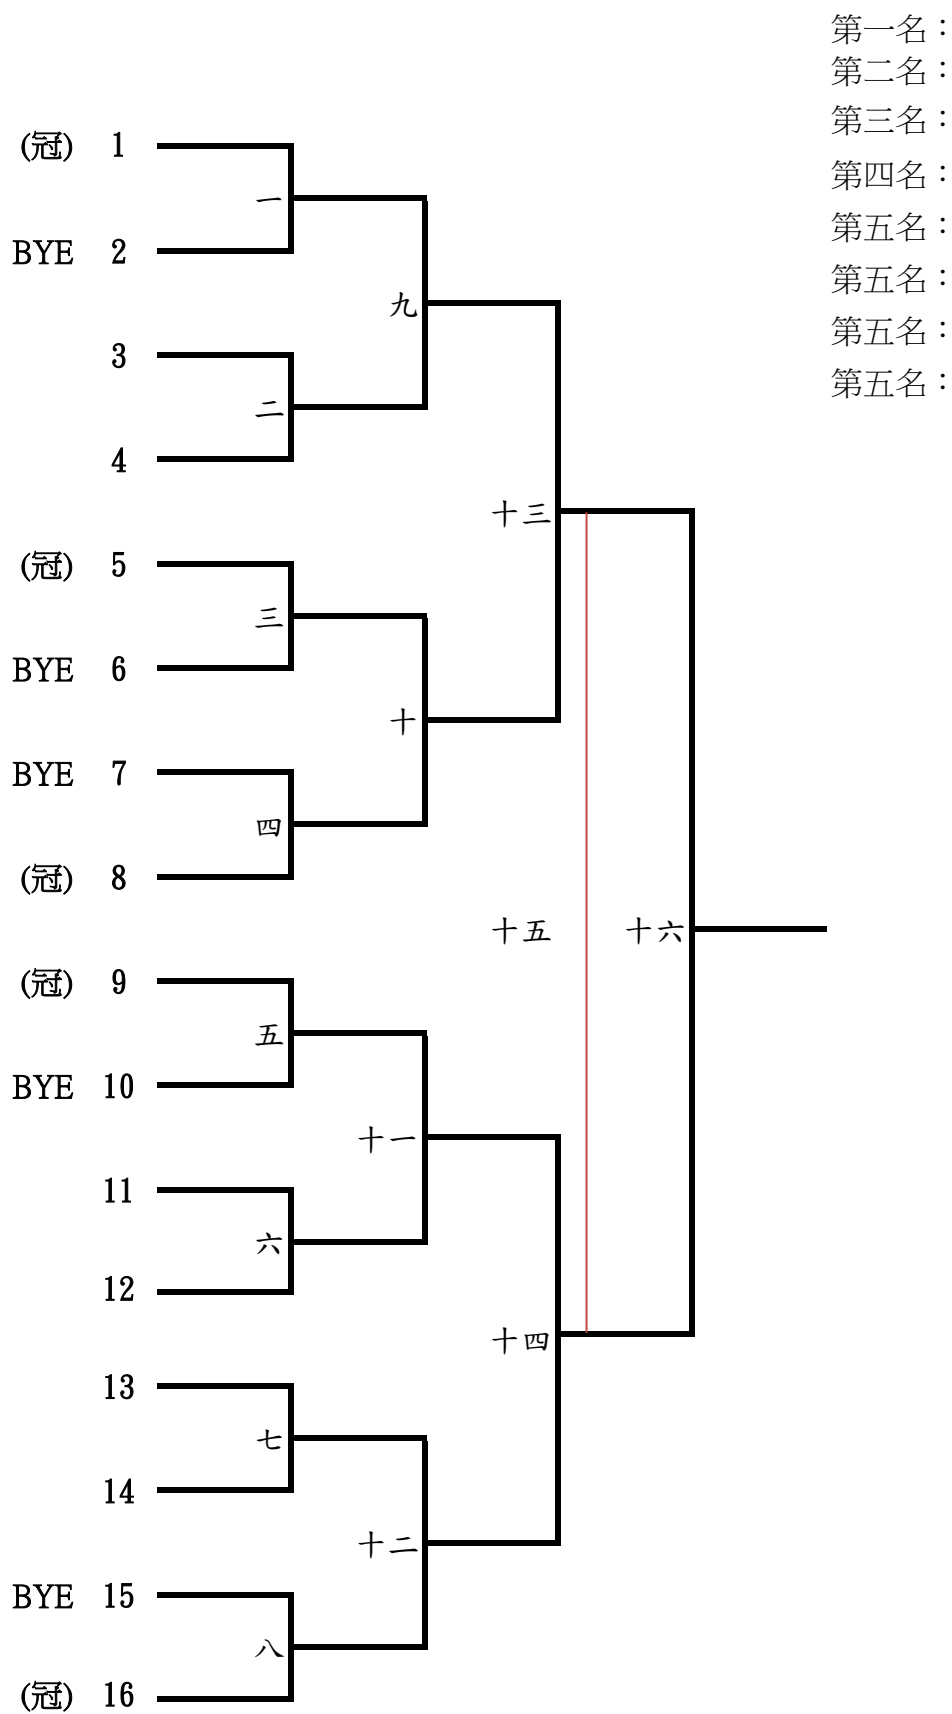 第一名：
第二名：
第三名：
第四名：
第五名：
第五名：
第五名：
第五名：
(冠) 1
一
BYE 2
九
3
二
4
十三
(冠) 5
三
BYE 6
十
BYE 7
四
(冠) 8
十五 十六
(冠) 9
五
BYE 10
十一
11
六
12
十四
13
七
14
十二
BYE 15
八
(冠) 16